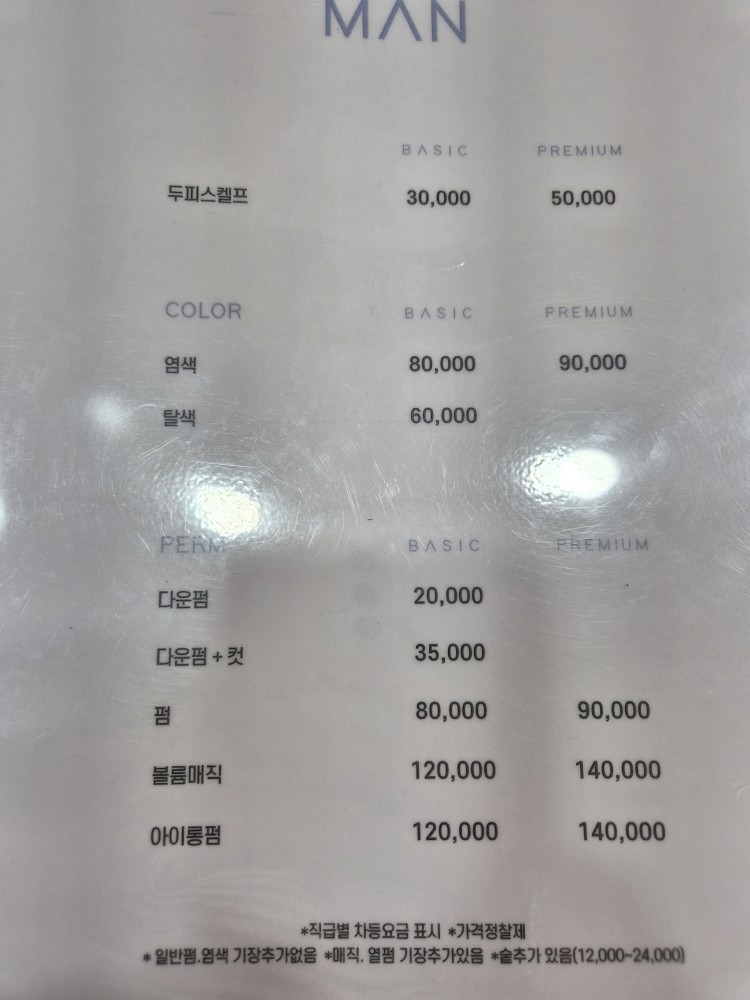 MAN
BASIC PREMIUM
두피스켈프 30,000 50,000
COLOR BASIC PREMIUM
염색 80,000 90,000
탈색 60,000
PERM BASIC PREMIUM
다운펌 20,000
다운펌 + 컷 35,000
펌 80,000 90,000
볼륨매직 120,000 140,000
아이롱펌 120,000 140,000
*직급별 차등요금 표시 *가격정찰제
* 일반펌.염색 기장추가없음 *매직. 열펌 기장추가있음 *숱추가 있음(12,000~24,000)